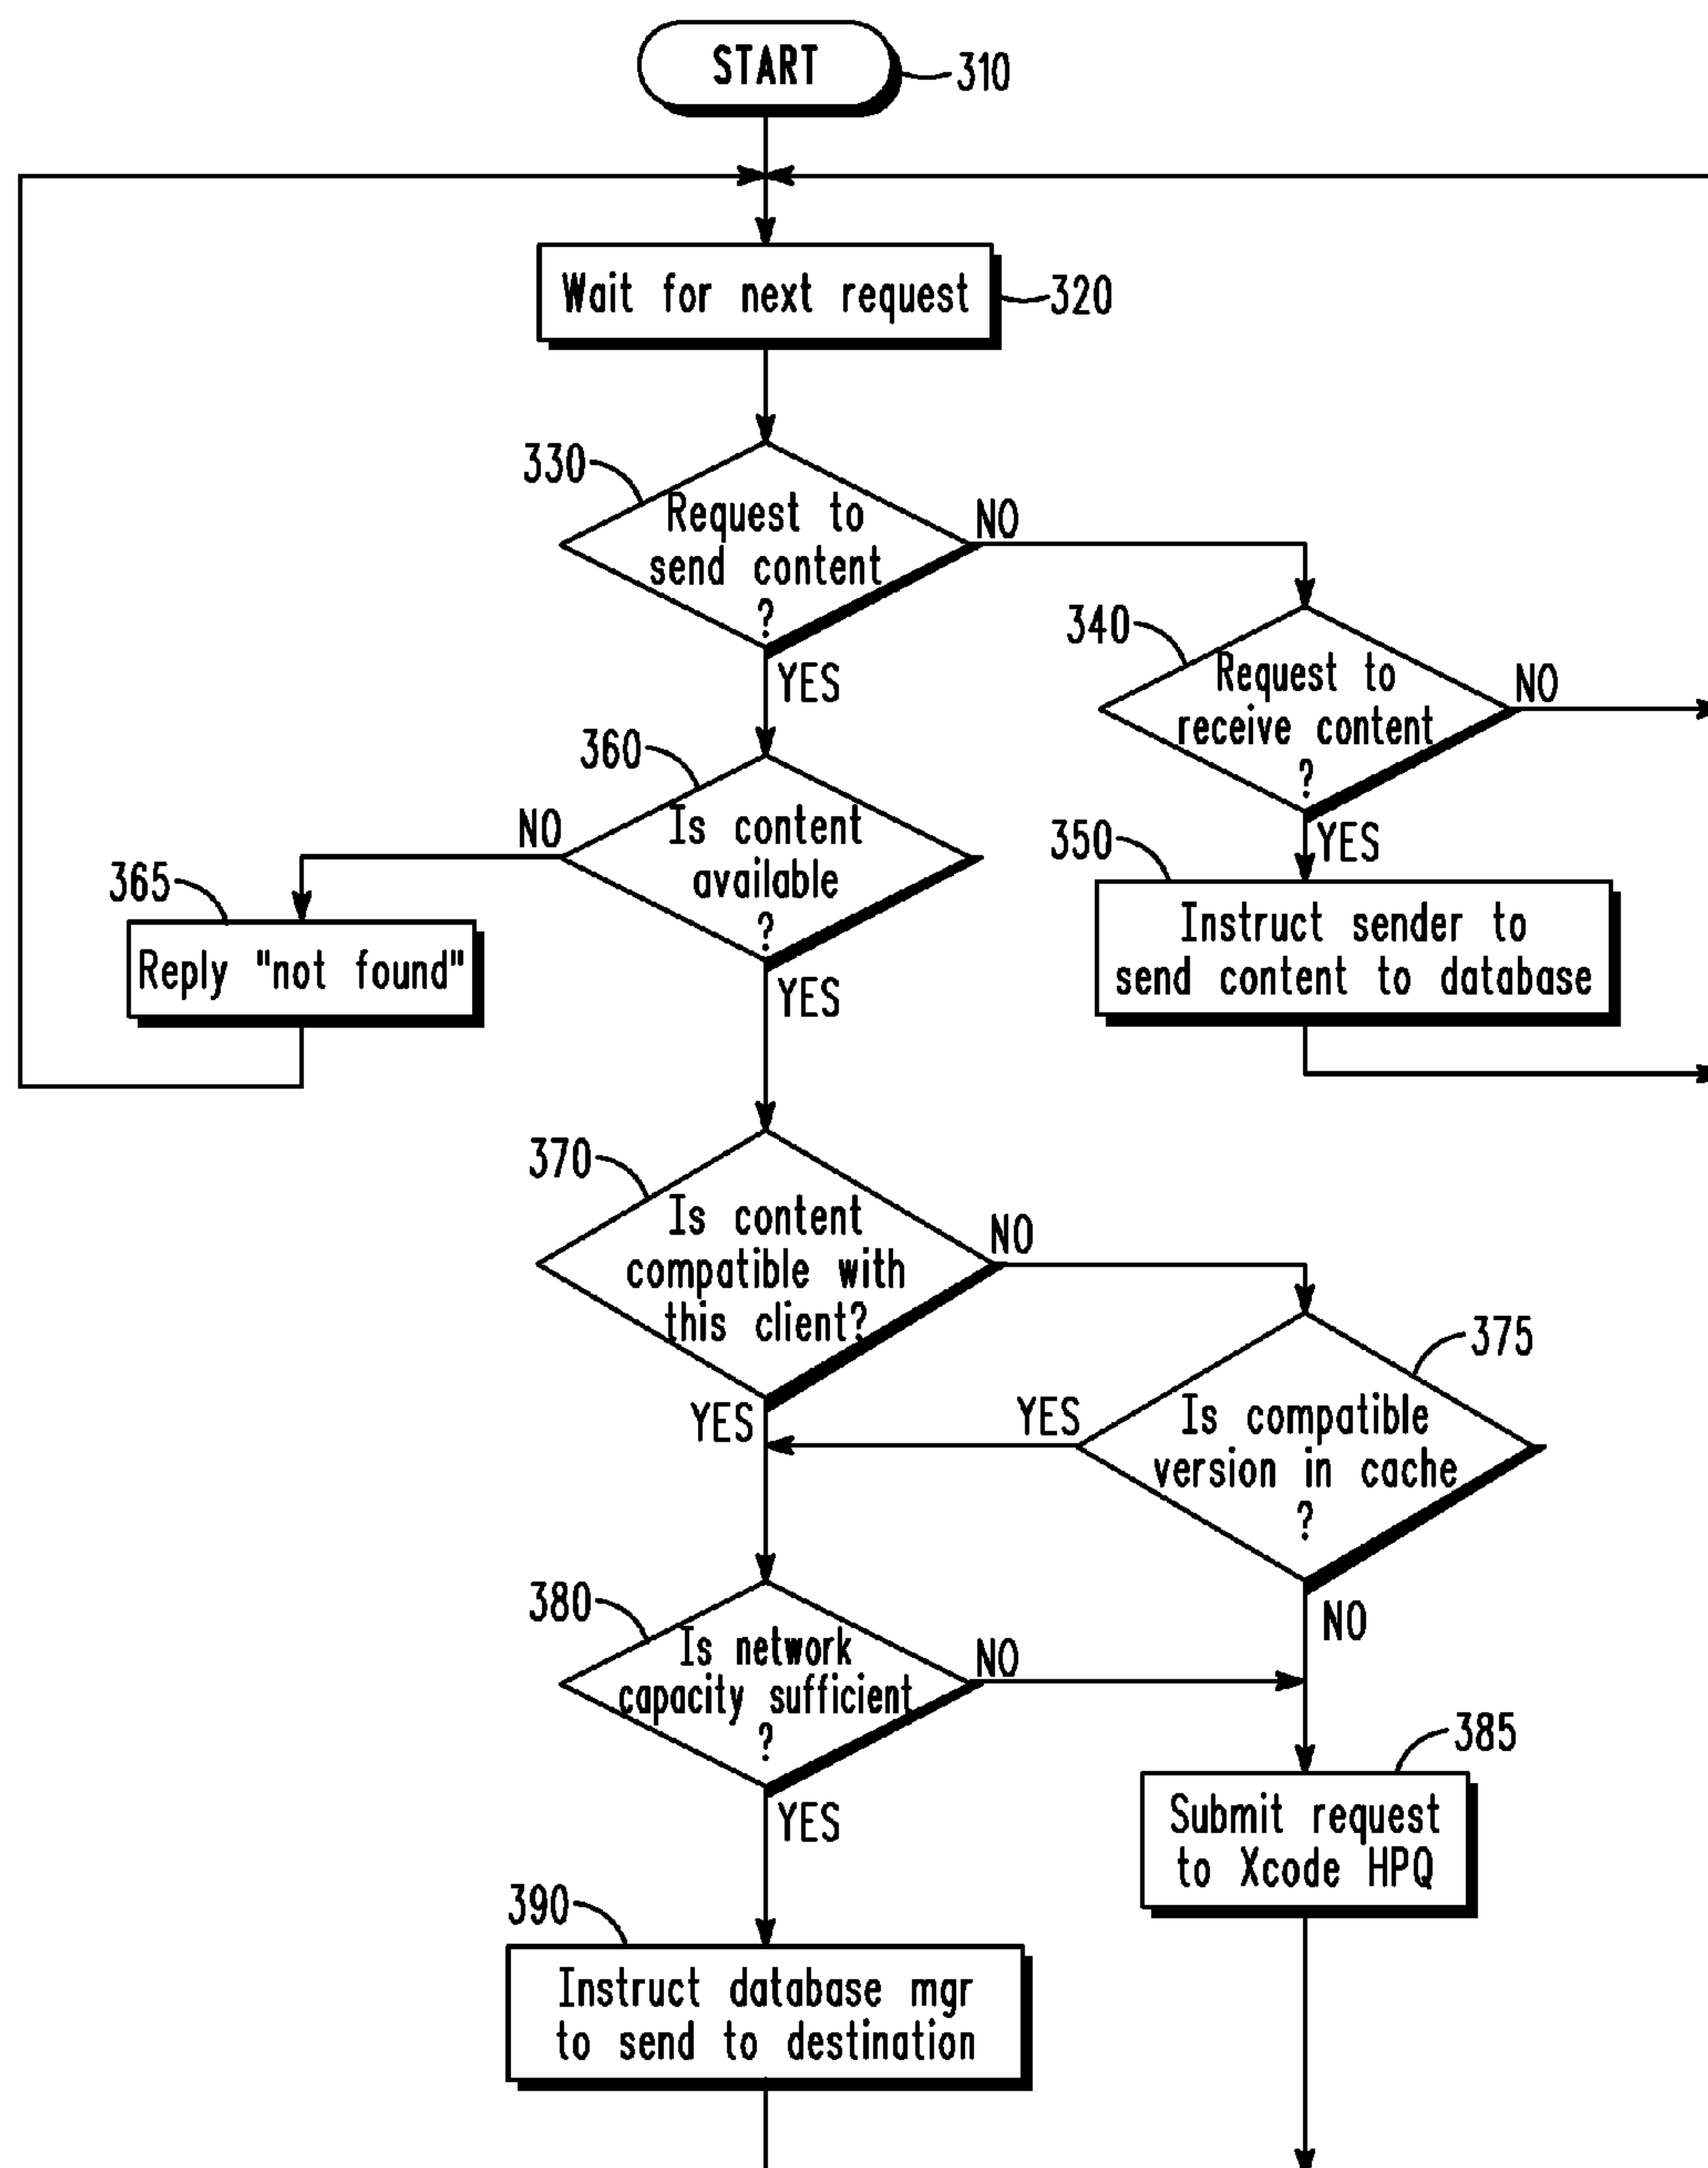 START
310
Wait for next request
320
330
Request to
send content
?
NO
YES
340
Request to
receive content
?
NO
YES
360
Is content
available
?
NO
YES
350
Instruct sender to
send content to database
365
Reply "not found"
370
Is content
compatible with
this client?
NO
YES
375
Is compatible
version in cache
?
YES
NO
380
Is network
capacity sufficient
?
NO
YES
385
Submit request
to Xcode HPQ
390
Instruct database mgr
to send to destination